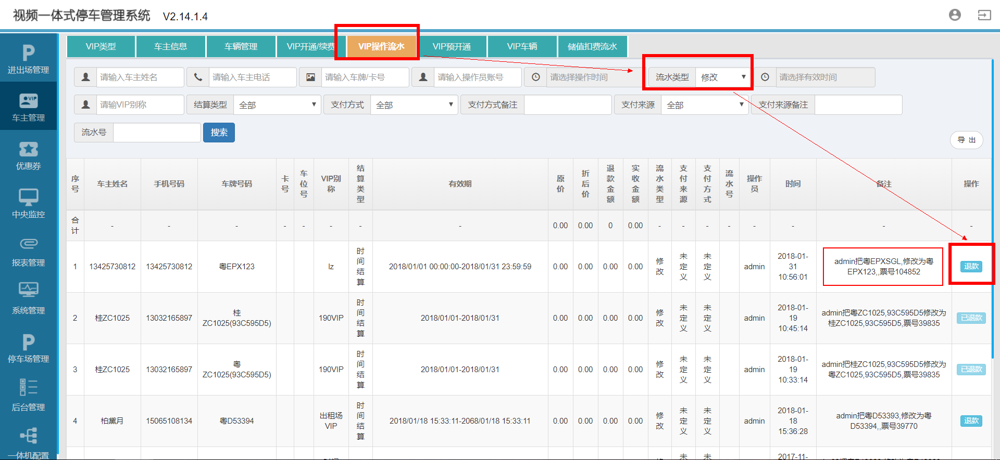 视频一体式停车管理系统 V2.14.1.4
VIP类型 车主信息 车辆管理 VIP开通/续费 VIP操作流水 VIP预开通 VIP车辆 储值扣费流水
进出场管理
车主管理
优惠券
中央监控
报表管理
系统管理
停车场管理
后台管理
一体机配置
请输入车主姓名 请输入车主电话 请输入车牌/卡号 请输入操作员账号 请选择操作时间 流水类型 修改 请选择有效时间
请输VIP别称 结算类型 全部 支付方式 全部 支付方式备注 支付来源 全部 支付来源备注
流水号 搜索
导 出
序号 车主姓名 手机号码 车牌号码 卡号 车位号 VIP别称 结算类型 有效期 原价 折后价 退款金额 实收金额 流水类型 支付来源 支付方式 流水号 操作员 时间 备注 操作
合计 - - - - - - - - 0.00 0.00 0 0.00 - - - - - - - -
1 13425730812 13425730812 粤EPX123 lz 时间结算 2018/01/01 00:00:00-2018/01/31 23:59:59 0.00 0.00 0.00 0.00 修改 未定义 未定义 admin 2018-01-31 10:56:01 admin把粤EPXSGL,修改为粤EPX123,,票号104852 退款
2 桂ZC1025 13032165897 桂ZC1025(93C595D5) 190VIP 时间结算 2018/01/01-2018/01/31 0.00 0.00 0.00 0.00 修改 未定义 未定义 admin 2018-01-19 10:45:14 admin把粤ZC1025,93C595D5修改为桂ZC1025,93C595D5,票号39835 已退款
3 桂ZC1025 13032165897 粤ZC1025(93C595D5) 190VIP 时间结算 2018/01/01-2018/01/31 0.00 0.00 0.00 0.00 修改 未定义 未定义 admin 2018-01-19 10:33:14 admin把桂ZC1025,93C595D5修改为粤ZC1025,93C595D5,票号39835 已退款
4 柏黛月 15065108134 粤D53394 出租场VIP 时间结算 2018/01/18 15:33:11-2068/01/18 15:33:11 0.00 0.00 0.00 0.00 修改 未定义 未定义 admin 2018-01-18 15:36:28 admin把粤D53393,修改为粤D53394,,票号39770 退款
未 未 2017-11-